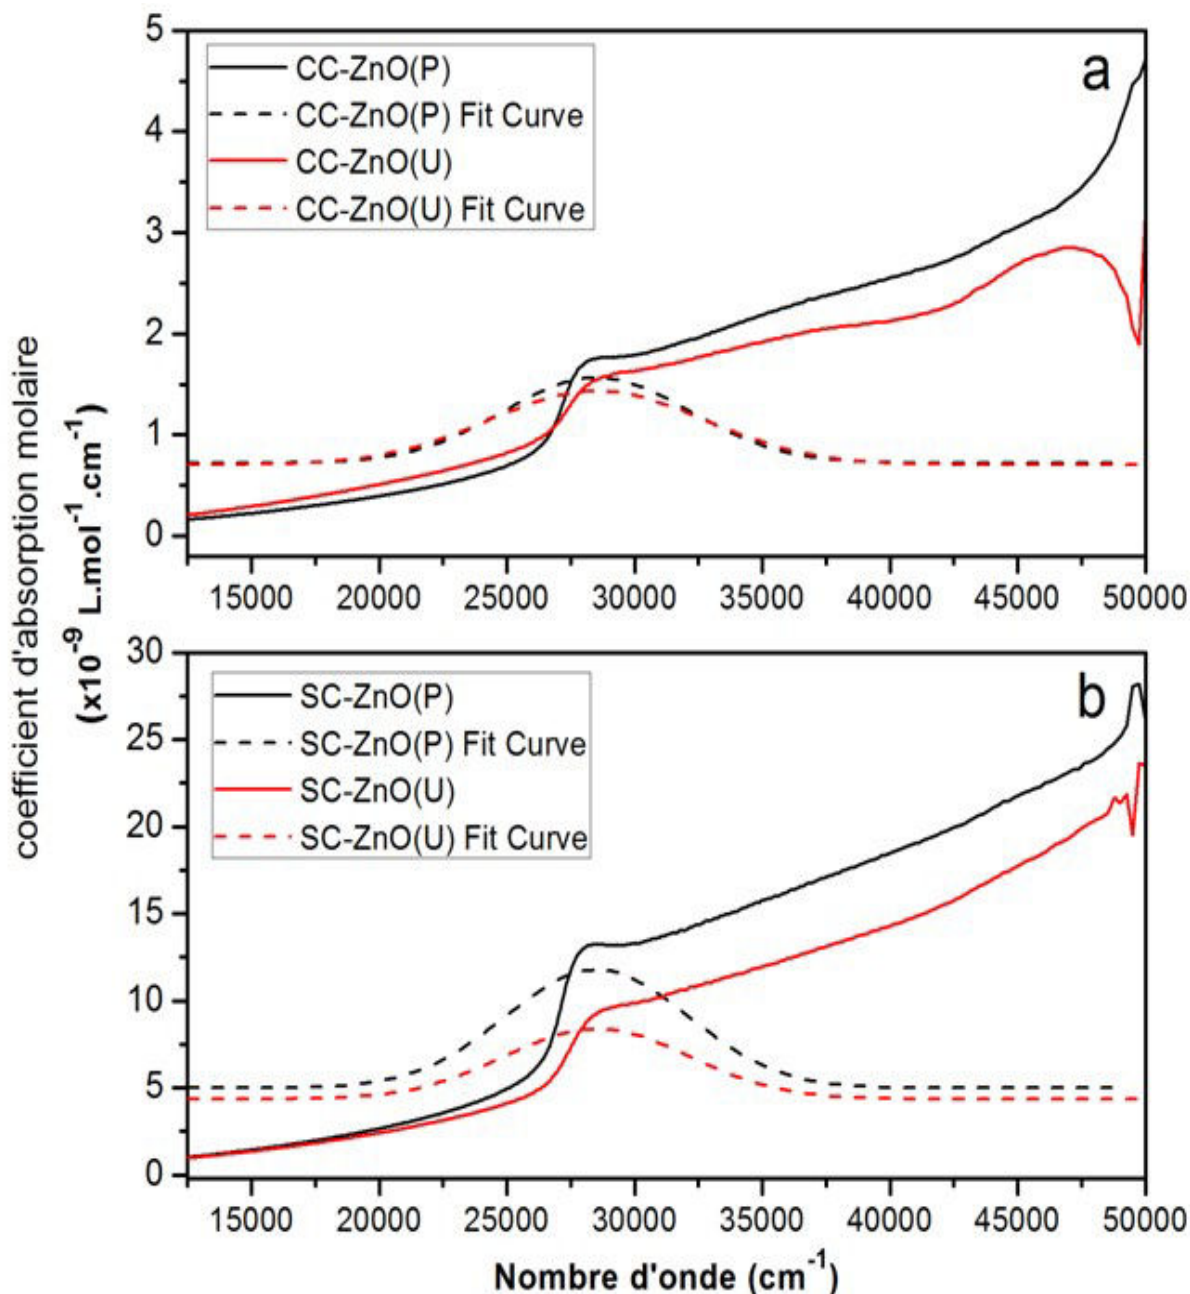 coefficient d'absorption molaire
(x10⁻⁹ L.mol⁻¹.cm⁻¹)
a
CC-ZnO(P)
CC-ZnO(P) Fit Curve
CC-ZnO(U)
CC-ZnO(U) Fit Curve
5
4
3
2
1
0
15000 20000 25000 30000 35000 40000 45000 50000
b
SC-ZnO(P)
SC-ZnO(P) Fit Curve
SC-ZnO(U)
SC-ZnO(U) Fit Curve
30
25
20
15
10
5
0
15000 20000 25000 30000 35000 40000 45000 50000
Nombre d'onde (cm⁻¹)